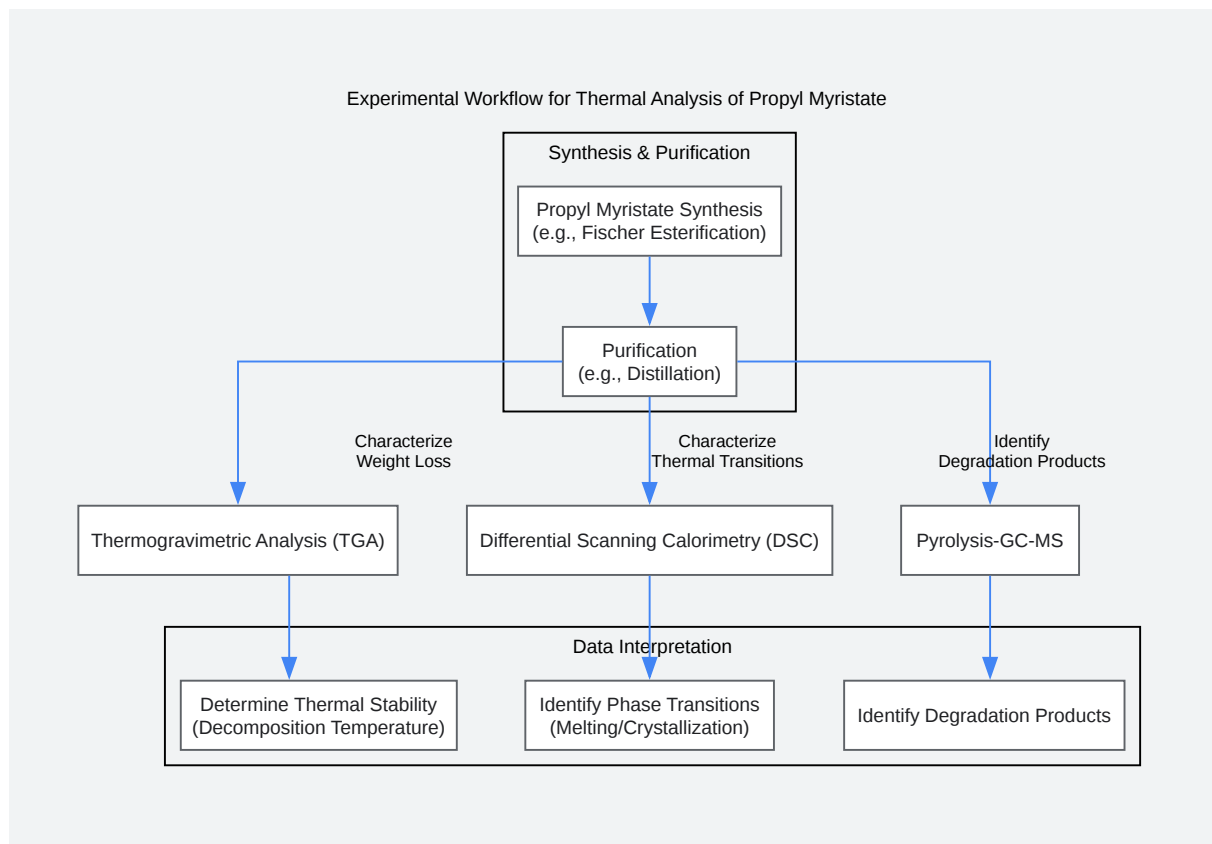 Experimental Workflow for Thermal Analysis of Propyl Myristate
Synthesis & Purification
Propyl Myristate Synthesis
(e.g., Fischer Esterification)
Purification
(e.g., Distillation)
Characterize
Weight Loss
Characterize
Thermal Transitions
Identify
Degradation Products
Thermogravimetric Analysis (TGA)
Differential Scanning Calorimetry (DSC)
Pyrolysis-GC-MS
Data Interpretation
Determine Thermal Stability
(Decomposition Temperature)
Identify Phase Transitions
(Melting/Crystallization)
Identify Degradation Products